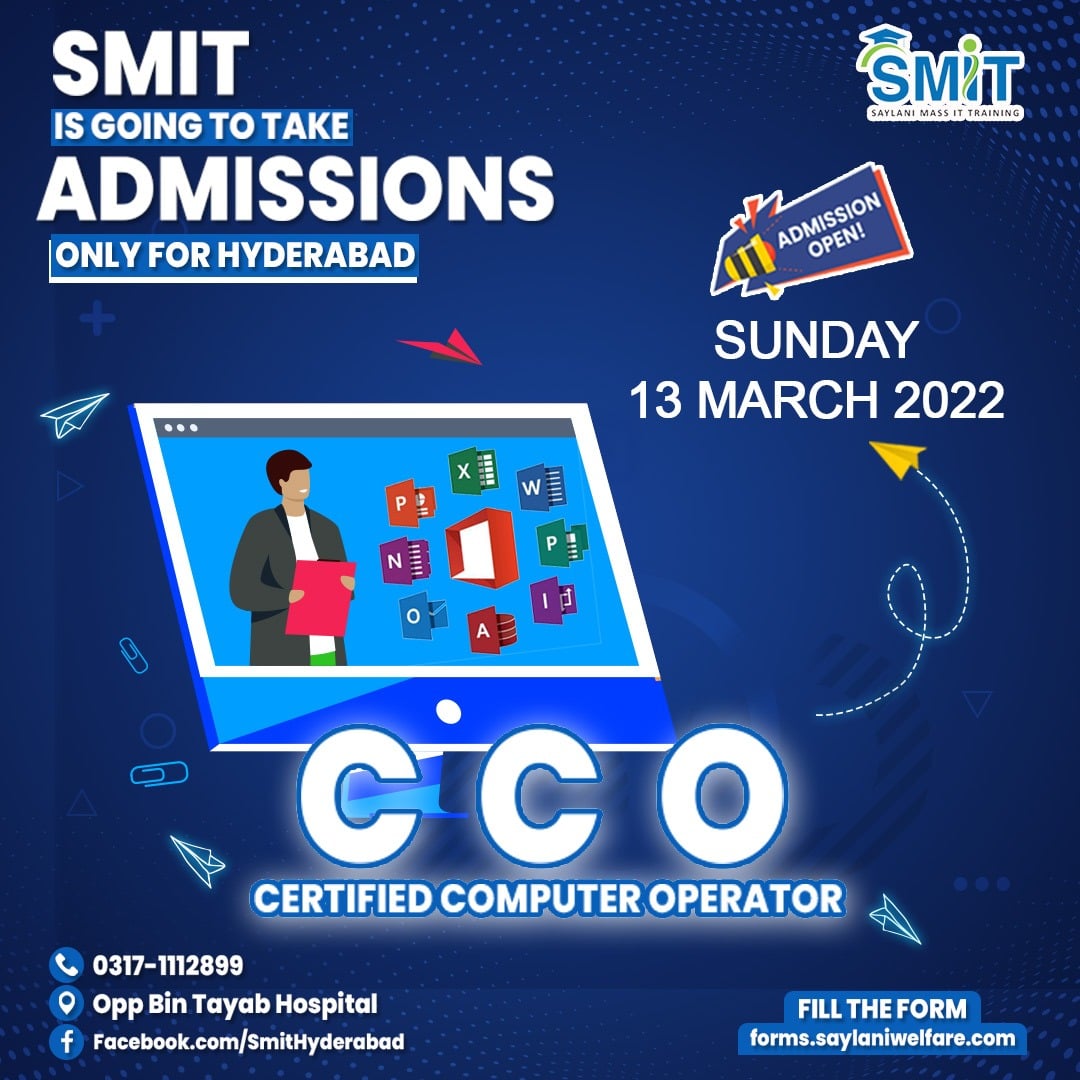 SMIT
IS GOING TO TAKE
ADMISSIONS
ONLY FOR HYDERABAD
SMiT
SAYLANI MASS IT TRAINING
ADMISSION
OPEN!
SUNDAY
13 MARCH 2022
X
W
P
P
N
I
O
A
C C O
CERTIFIED COMPUTER OPERATOR
0317-1112899
Opp Bin Tayab Hospital
Facebook.com/SmitHyderabad
FILL THE FORM
forms.saylaniwelfare.com